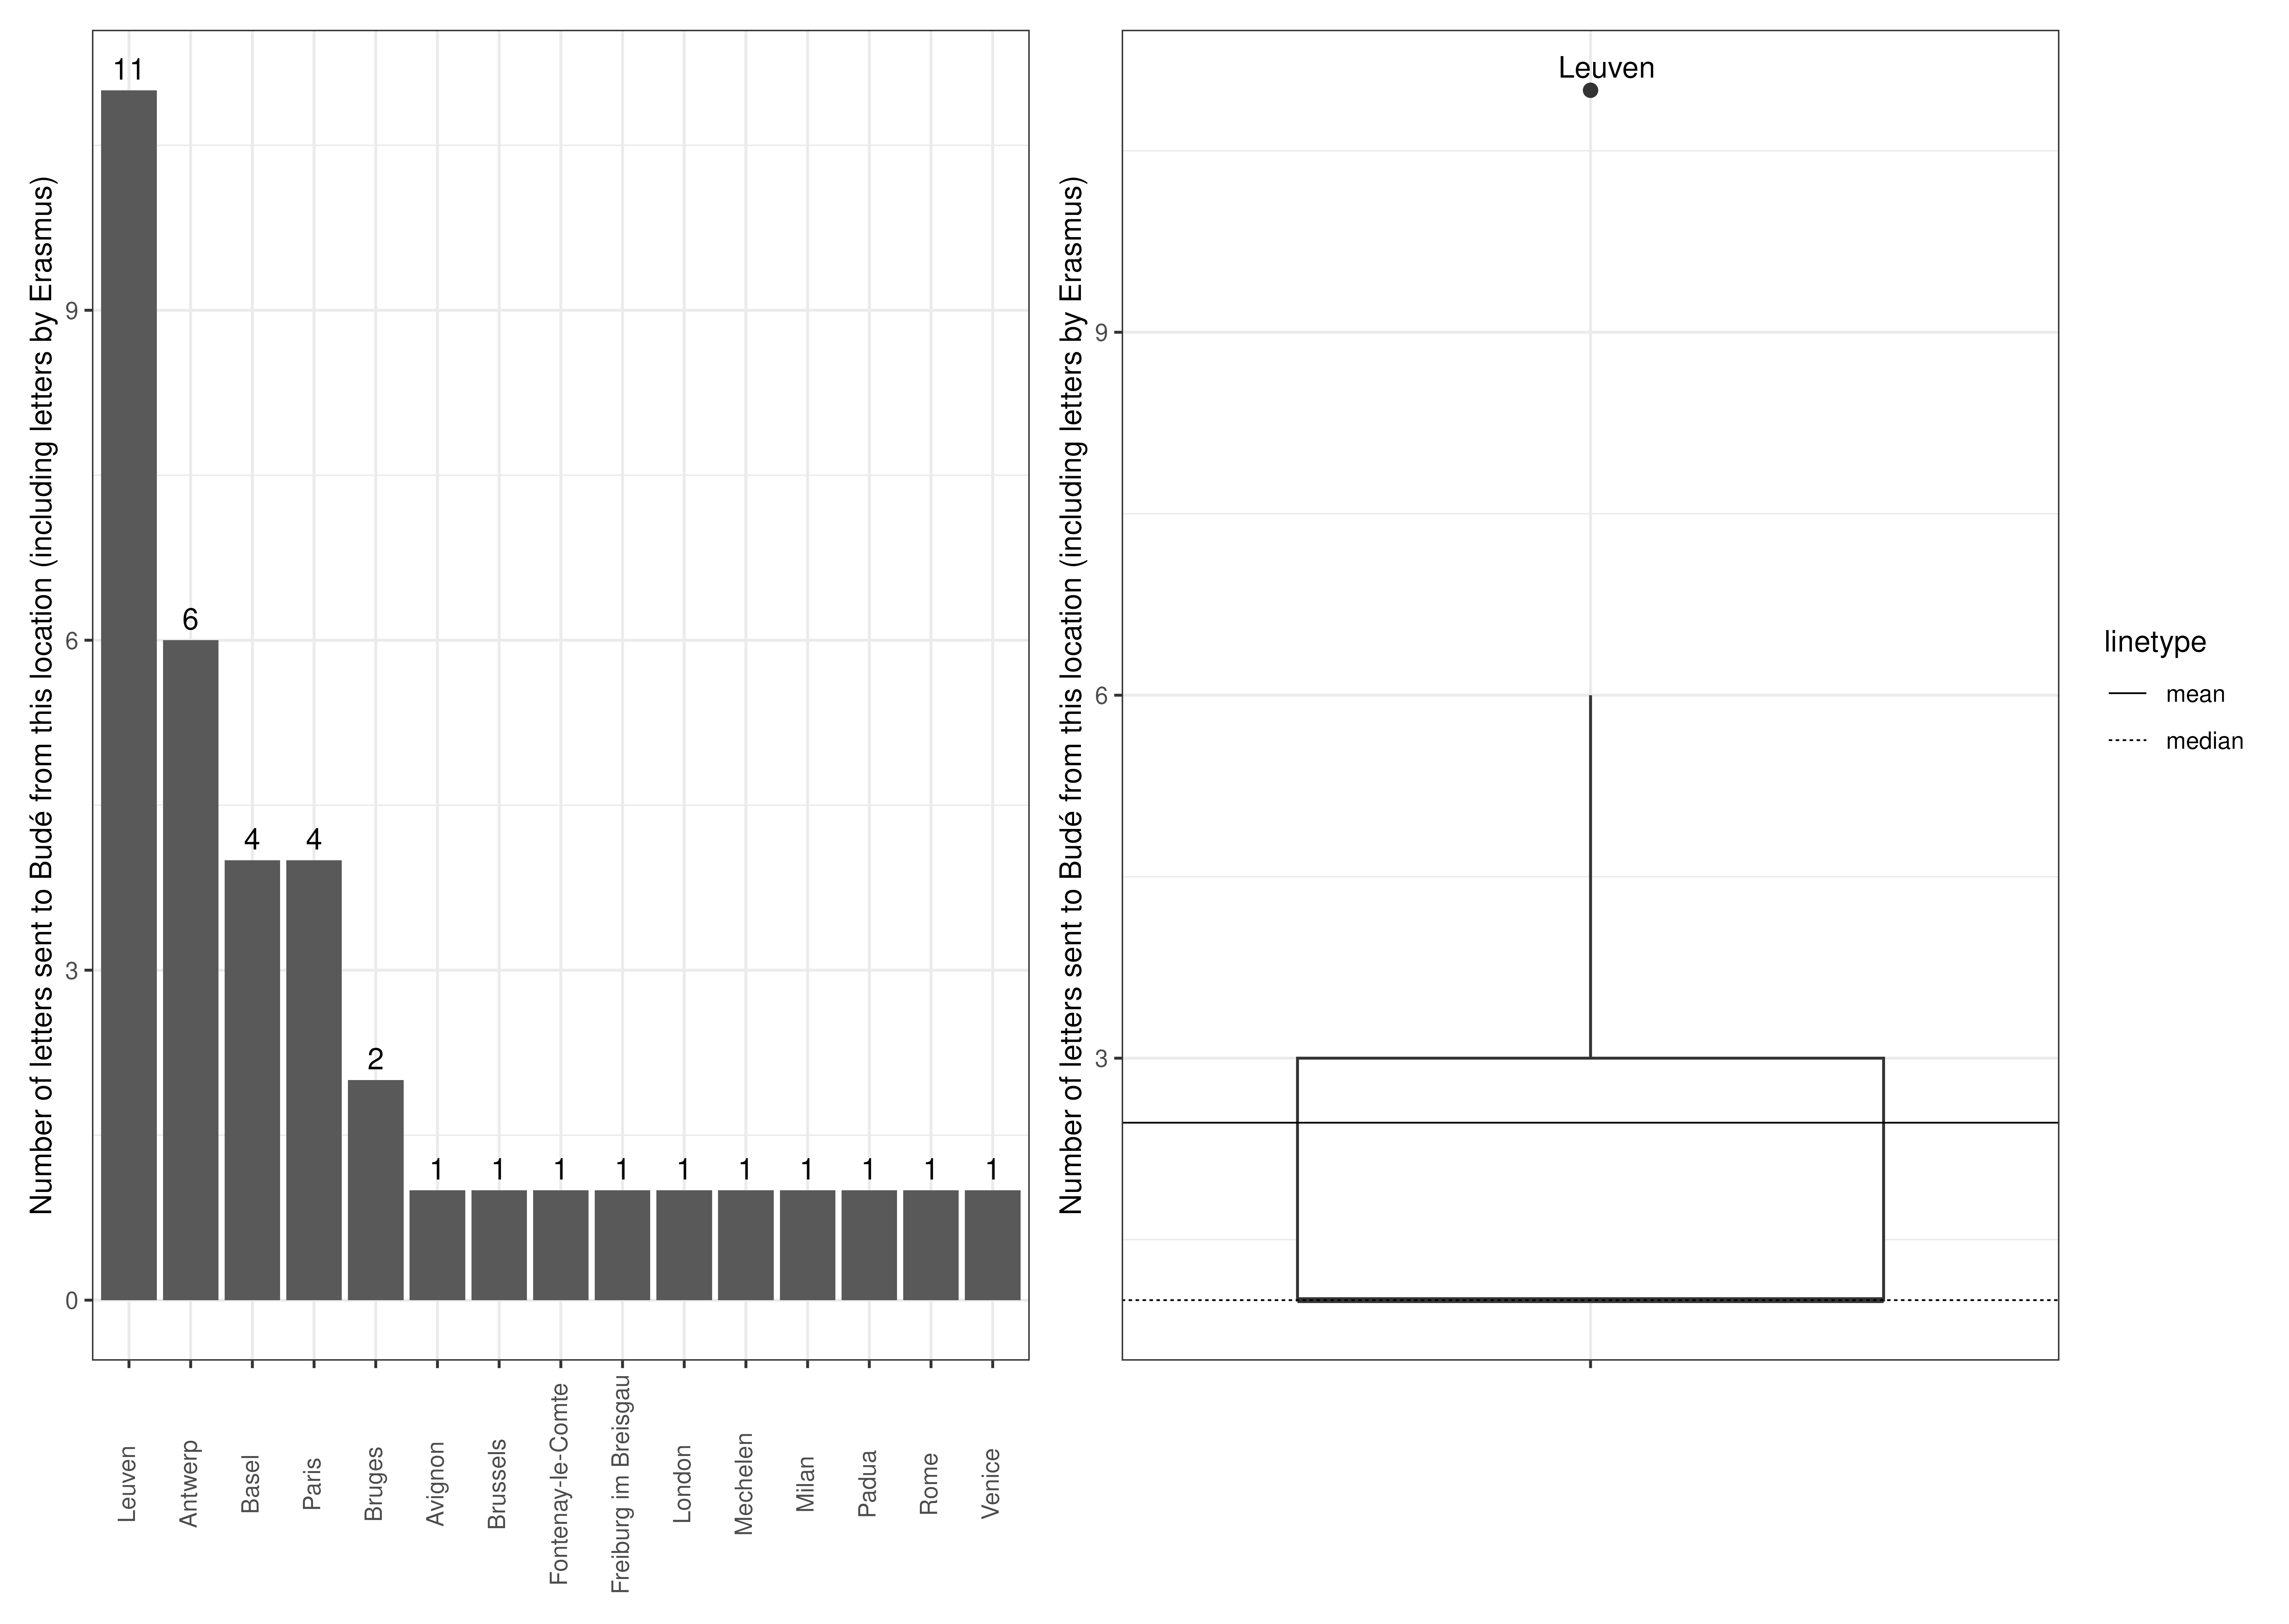 Number of letters sent to Budé from this location (including letters by Erasmus)
9
6
3
0
11
6
4
4
2
1
1
1
1
1
1
1
1
1
1
Leuven
Antwerp
Basel
Paris
Bruges
Avignon
Brussels
Fontenay-le-Comte
Freiburg im Breisgau
London
Mechelen
Milan
Padua
Rome
Venice
Number of letters sent to Budé from this location (including letters by Erasmus)
9
6
3
Leuven
linetype
mean
median